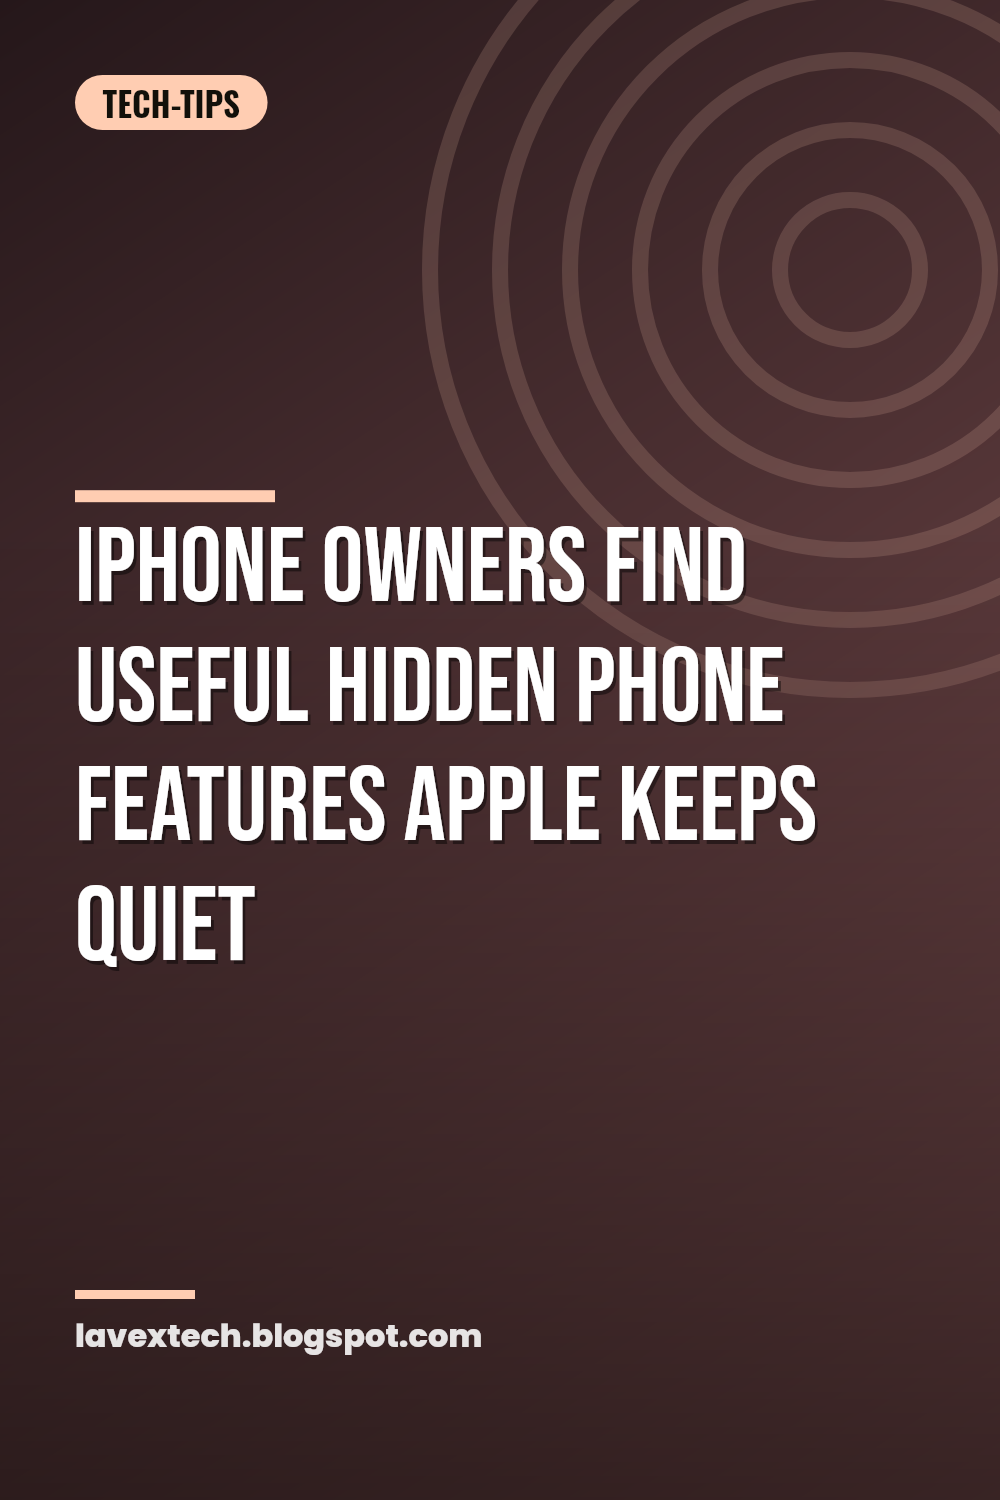 TECH-TIPS
IPHONE OWNERS FIND
USEFUL HIDDEN PHONE
FEATURES APPLE KEEPS
QUIET
lavextech.blogspot.com